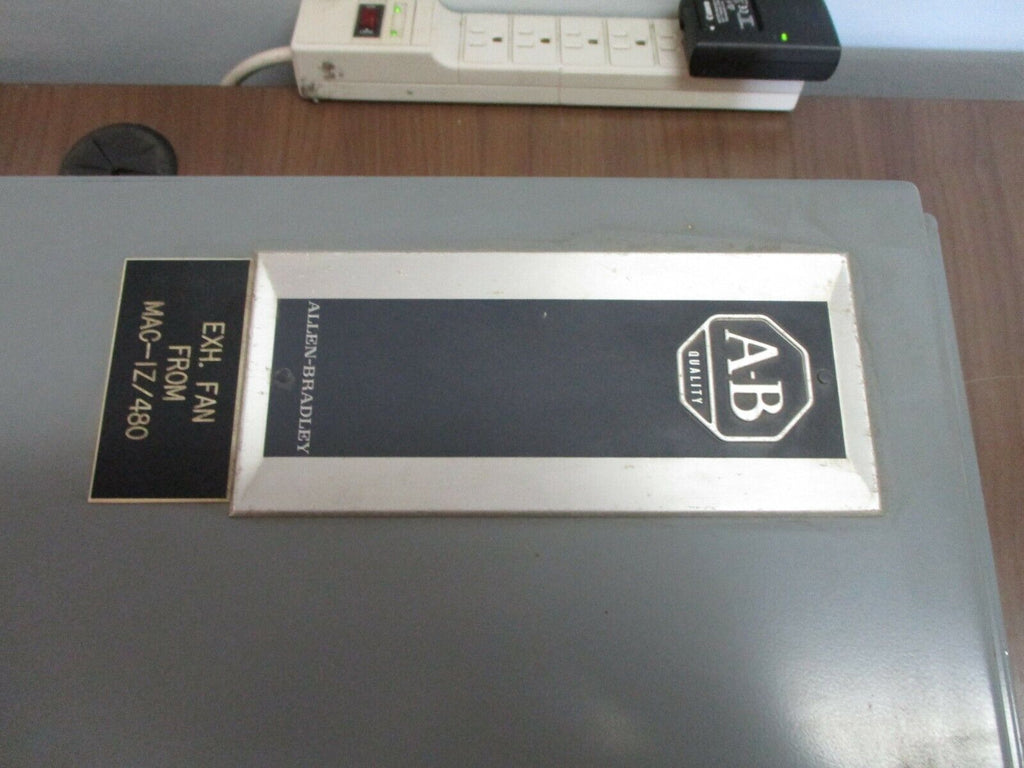 A-B
QUALITY
ALLEN-BRADLEY
EXH. FAN
FROM
MAC-1Z/480